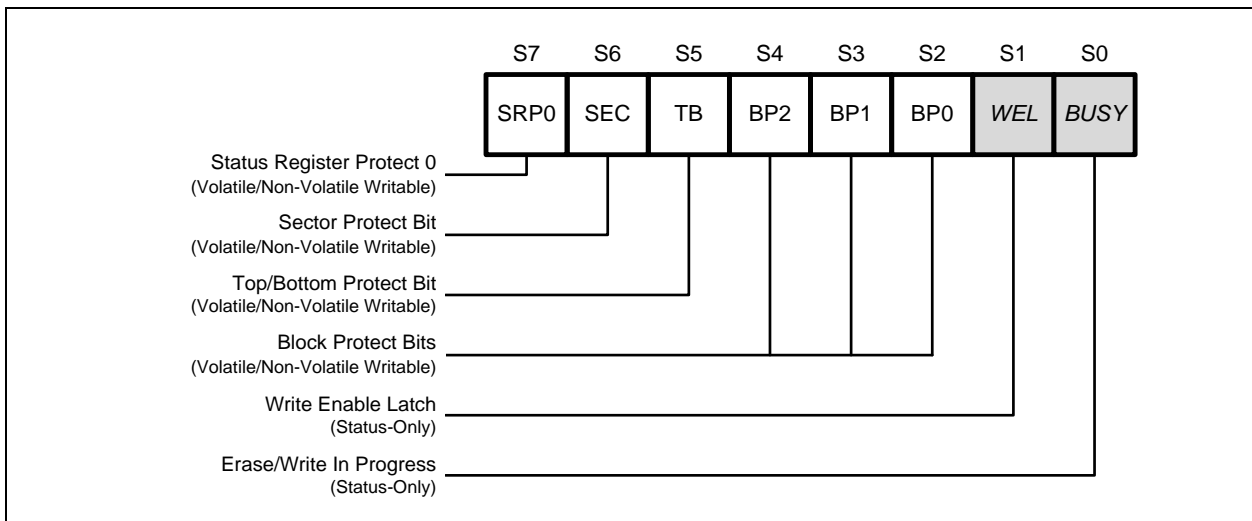 S7 S6 S5 S4 S3 S2 S1 S0
SRP0 SEC TB BP2 BP1 BP0 WEL BUSY
Status Register Protect 0
(Volatile/Non-Volatile Writable)
Sector Protect Bit
(Volatile/Non-Volatile Writable)
Top/Bottom Protect Bit
(Volatile/Non-Volatile Writable)
Block Protect Bits
(Volatile/Non-Volatile Writable)
Write Enable Latch
(Status-Only)
Erase/Write In Progress
(Status-Only)